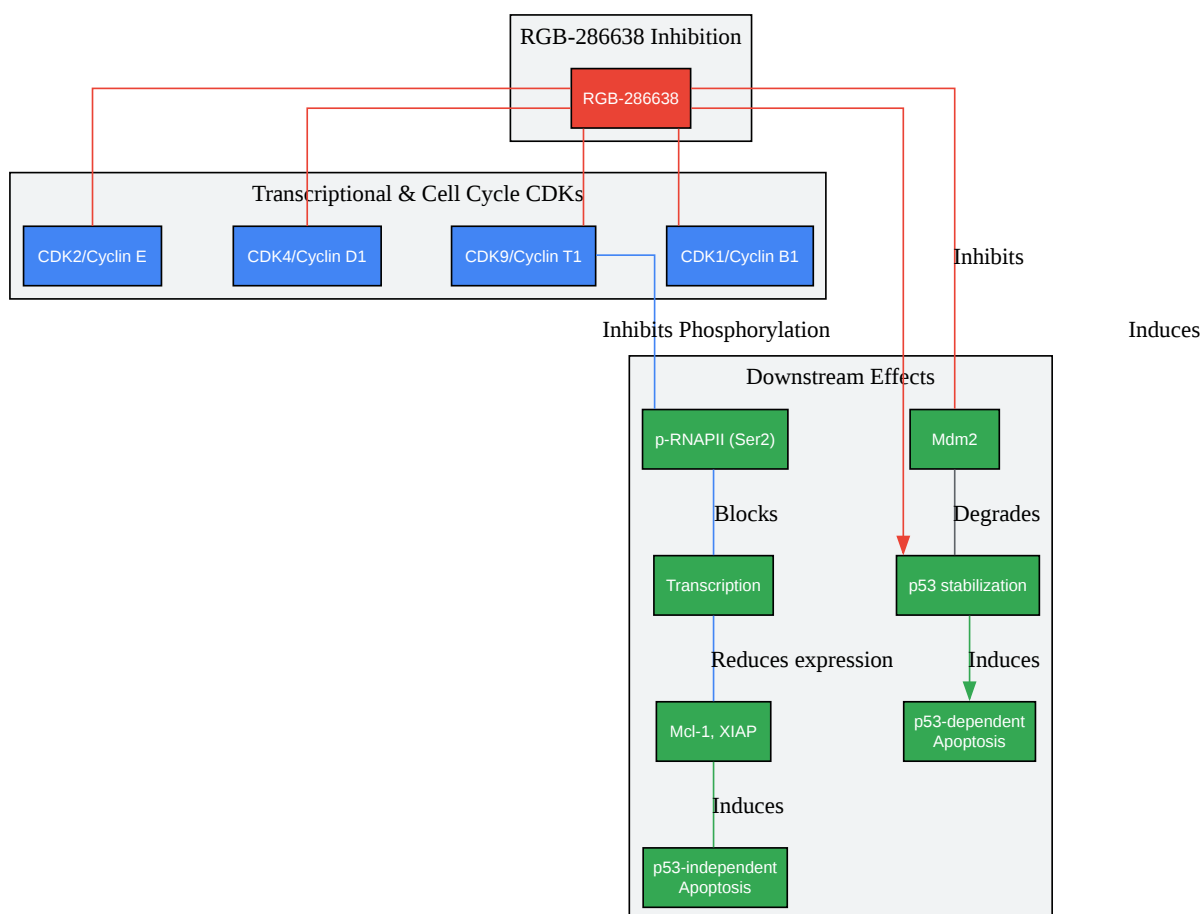 RGB-286638 Inhibition
RGB-286638
Transcriptional & Cell Cycle CDKs
CDK2/Cyclin E
CDK4/Cyclin D1
CDK9/Cyclin T1
CDK1/Cyclin B1
Inhibits
Inhibits Phosphorylation
Induces
Downstream Effects
p-RNAPII (Ser2)
Mdm2
Blocks
Degrades
Transcription
p53 stabilization
Reduces expression
Induces
Mcl-1, XIAP
p53-dependent
Apoptosis
Induces
p53-independent
Apoptosis